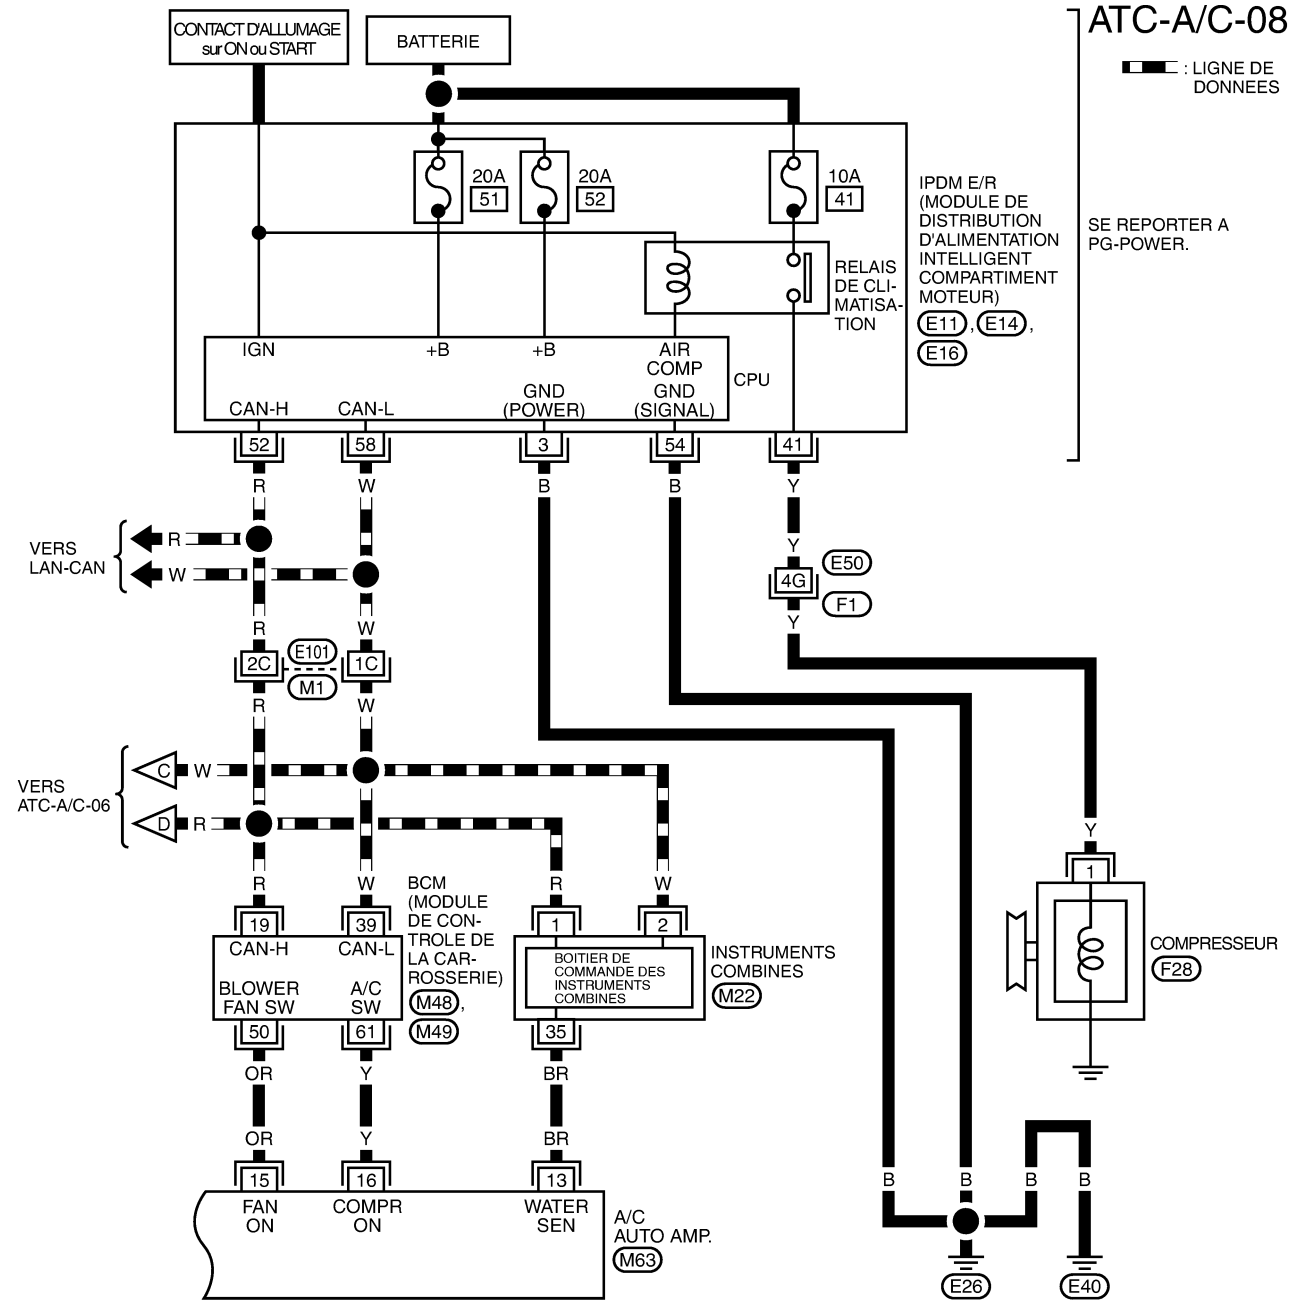 ATC-A/C-08
CONTACT D'ALLUMAGE
sur ON ou START
BATTERIE
: LIGNE DE
DONNEES
20A
51
20A
52
10A
41
IPDM E/R
(MODULE DE
DISTRIBUTION
D'ALIMENTATION
INTELLIGENT
COMPARTIMENT
MOTEUR)
E11 , E14 ,
E16
SE REPORTER A
PG-POWER.
RELAIS
DE CLI-
MATISA-
TION
IGN
+B
+B
AIR
COMP
CPU
CAN-H
CAN-L
GND
(POWER)
GND
(SIGNAL)
52
58
3
54
41
R
W
B
B
Y
VERS
LAN-CAN
R
W
Y
4G
E50
F1
Y
R
W
2C
E101
M1
1C
R
W
VERS
ATC-A/C-06
C
W
D
R
R
W
R
W
Y
BCM
(MODULE
DE CON-
TROLE DE
LA CAR-
ROSSERIE)
M48 ,
M49
19
39
CAN-H
CAN-L
BLOWER
FAN SW
A/C
SW
50
61
1
2
BOITIER DE
COMMANDE DES
INSTRUMENTS
COMBINES
35
INSTRUMENTS
COMBINES
M22
1
COMPRESSEUR
F28
OR
Y
BR
OR
Y
BR
15
16
13
FAN
ON
COMPR
ON
WATER
SEN
A/C
AUTO AMP.
M63
B
B
B
B
E26
E40